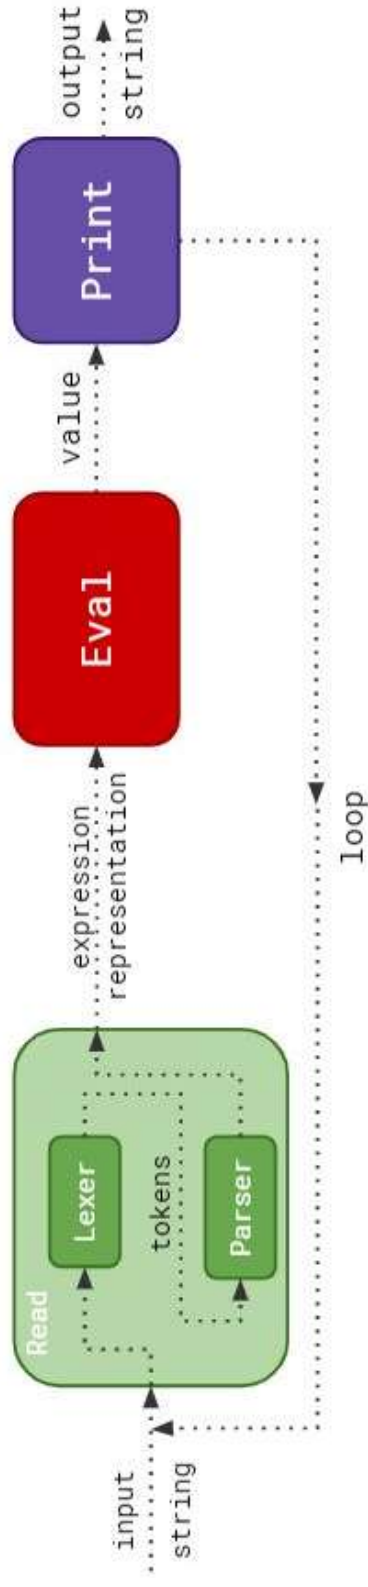 input
string
Read
Lexer
tokens
Parser
expression
representation
Eval
value
Print
output
string
loop